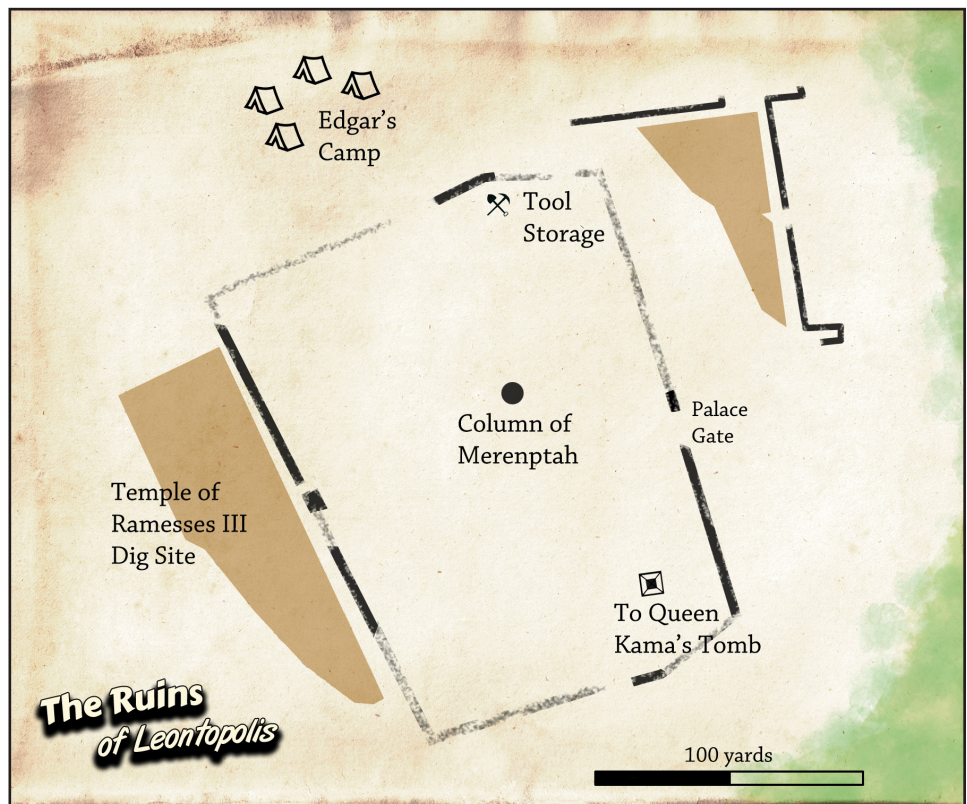 Edgar's
Camp
Tool
Storage
Column of
Merenptah
Palace
Gate
Temple of
Ramesses III
Dig Site
To Queen
Kama's Tomb
The Ruins
of Leontopolis
100 yards